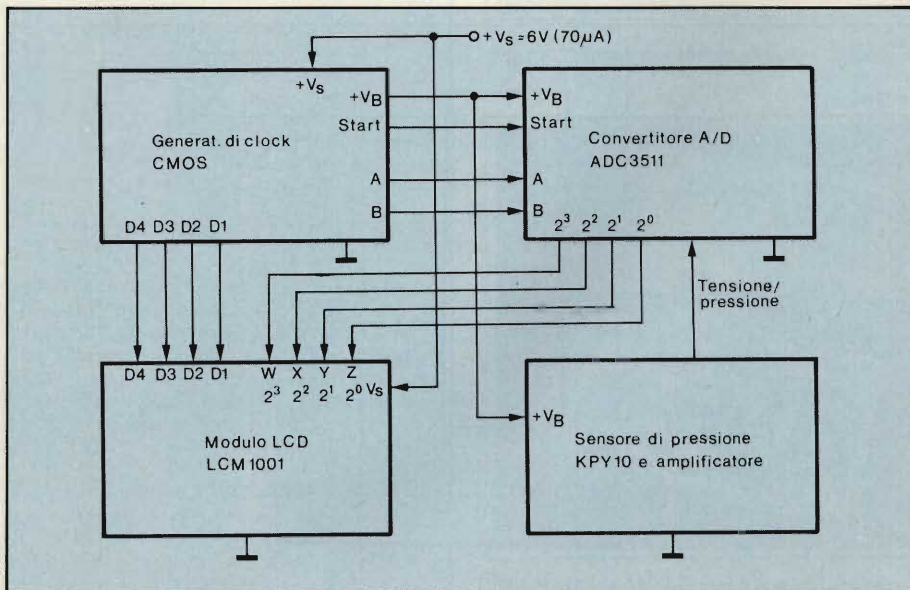 +VS=6V (70µA)
+VS
+VB
Start
Generat. di clock
CMOS
A
B
D4 D3 D2 D1
+VB
Start
Convertitore A/D
ADC3511
A
B
2³ 2² 2¹ 2⁰
Tensione/
pressione
D4 D3 D2 D1 W X Y Z
2³ 2² 2¹ 2⁰ VS
Modulo LCD
LCM1001
+VB
Sensore di pressione
KPY10 e amplificatore